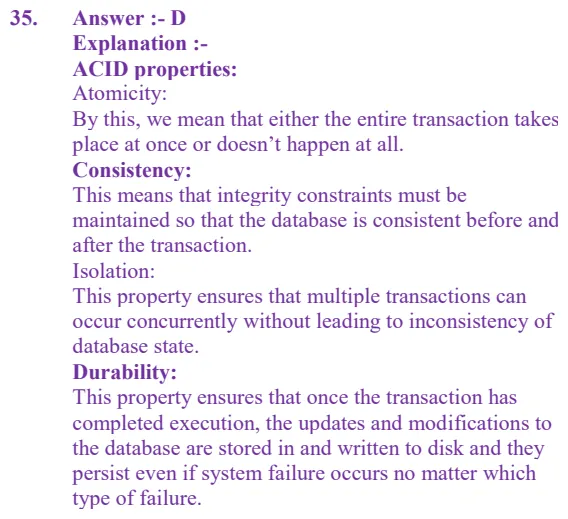 35. Answer :- D
Explanation :-
ACID properties:
Atomicity:
By this, we mean that either the entire transaction takes
place at once or doesn’t happen at all.
Consistency:
This means that integrity constraints must be
maintained so that the database is consistent before and
after the transaction.
Isolation:
This property ensures that multiple transactions can
occur concurrently without leading to inconsistency of
database state.
Durability:
This property ensures that once the transaction has
completed execution, the updates and modifications to
the database are stored in and written to disk and they
persist even if system failure occurs no matter which
type of failure.